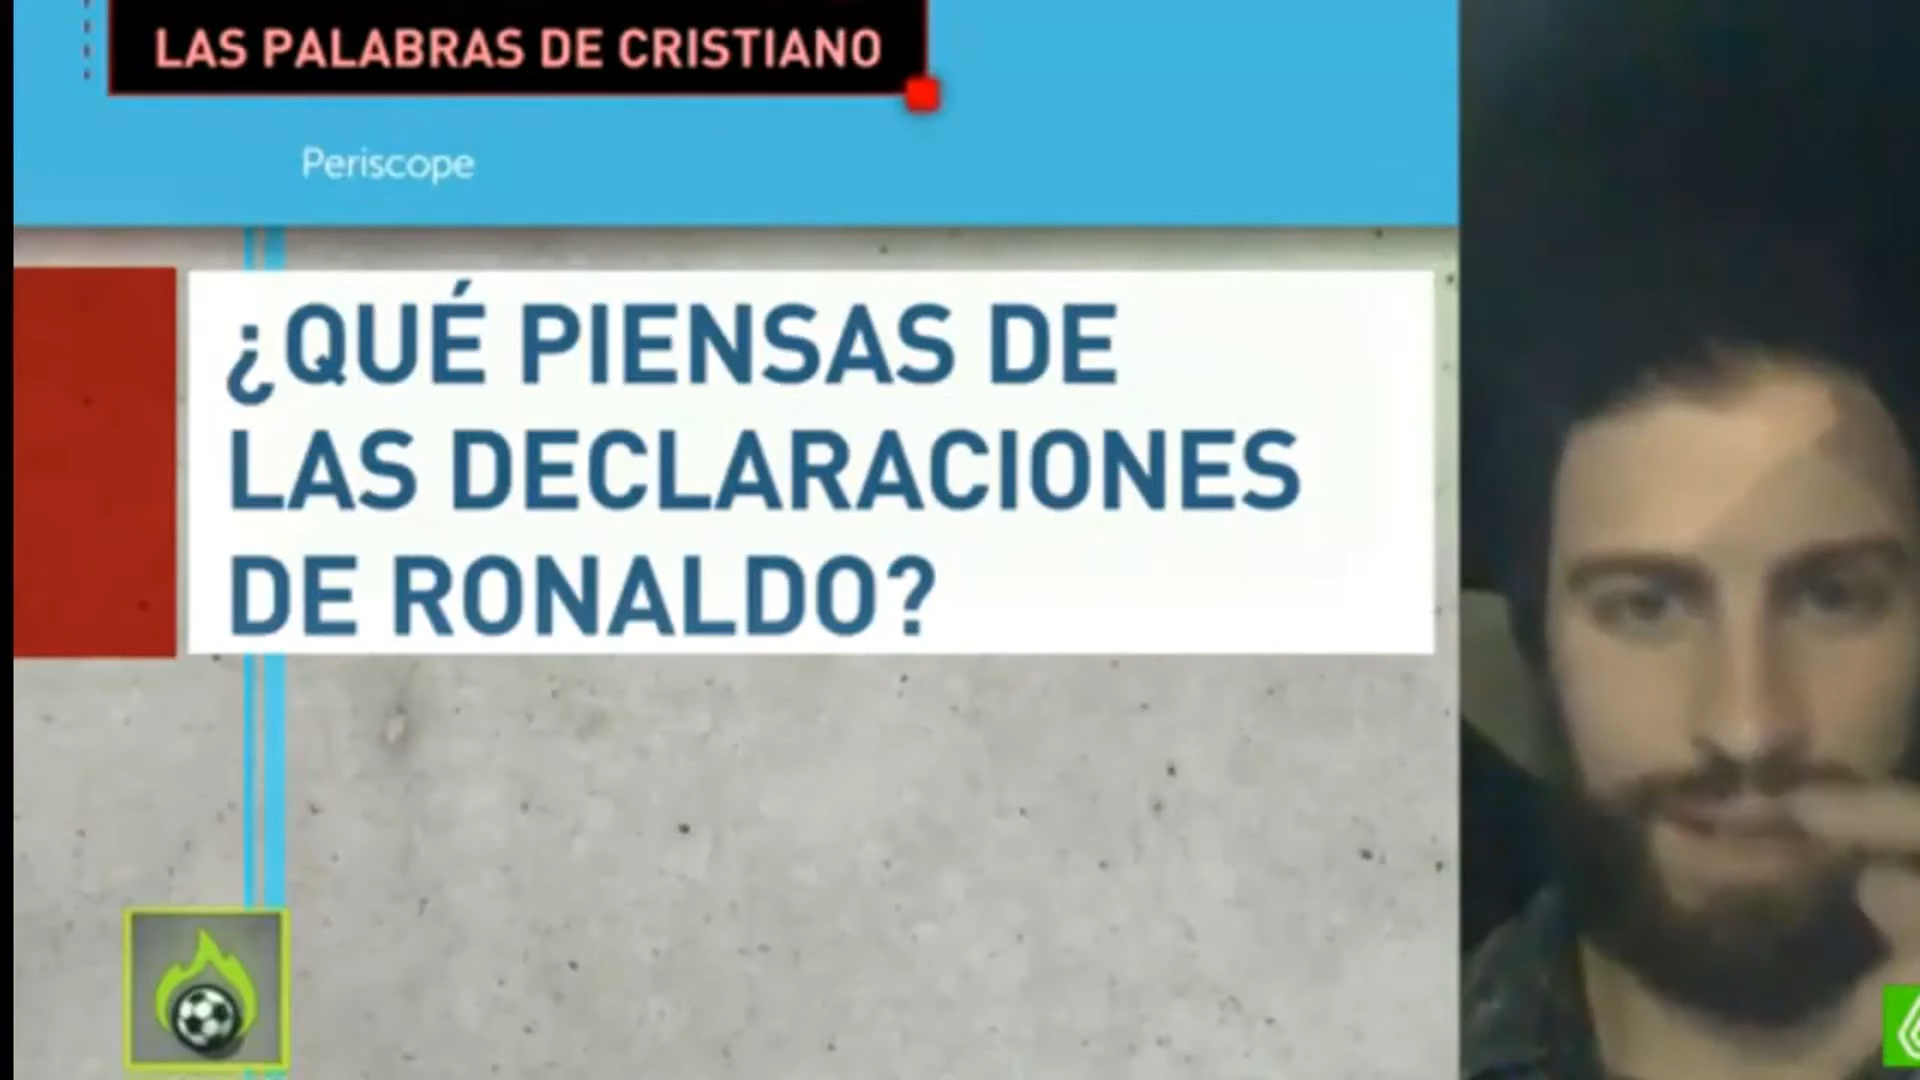 LAS PALABRAS DE CRISTIANO
Periscope
¿QUÉ PIENSAS DE
LAS DECLARACIONES
DE RONALDO?